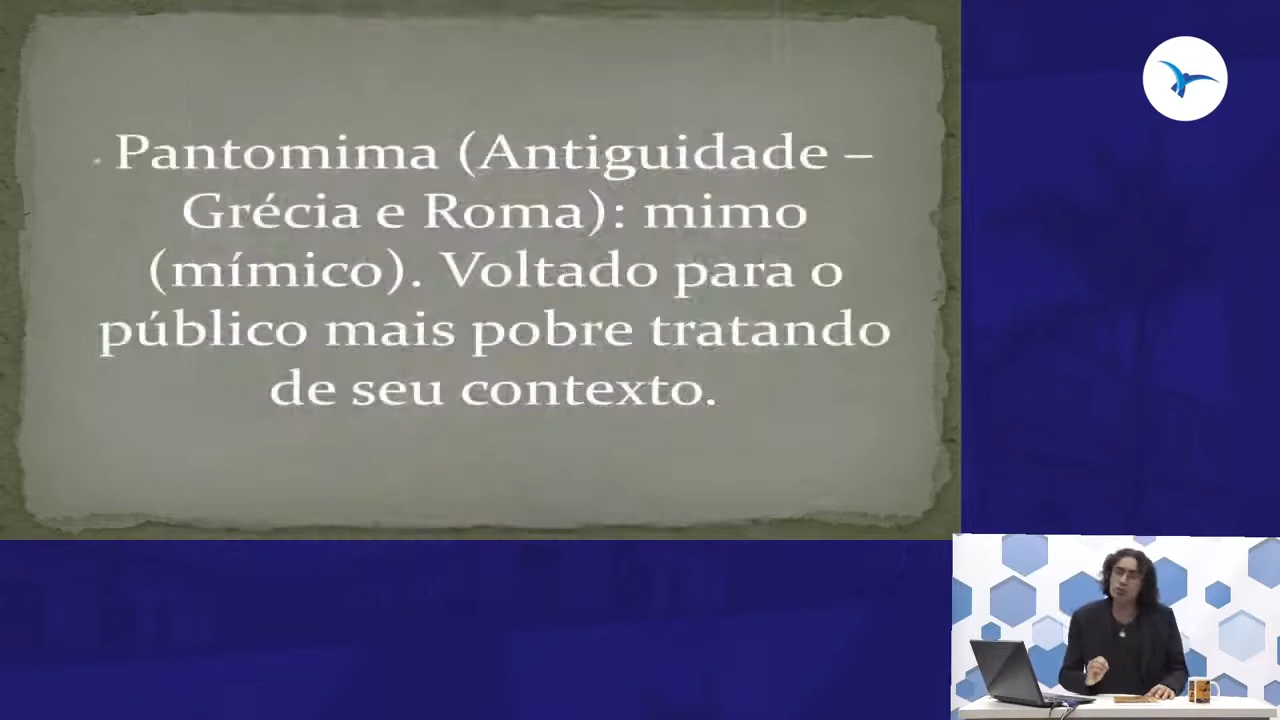 Pantomima (Antiguidade –
Grécia e Roma): mimo
(mímico). Voltado para o
público mais pobre tratando
de seu contexto.